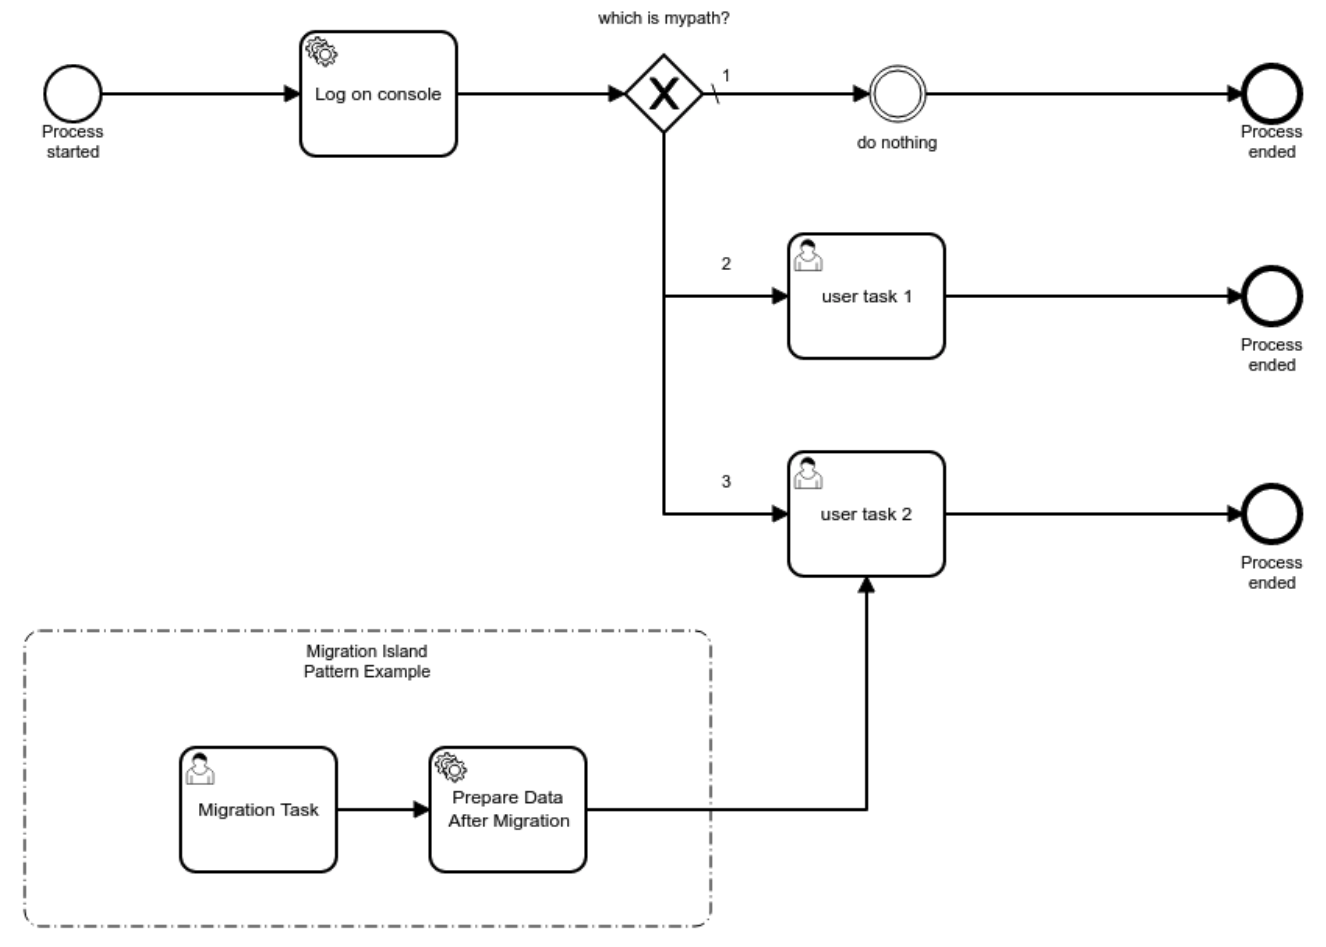 which is mypath?
Process
started
Log on console
1
do nothing
Process
ended
2
user task 1
Process
ended
3
user task 2
Process
ended
Migration Island
Pattern Example
Migration Task
Prepare Data
After Migration